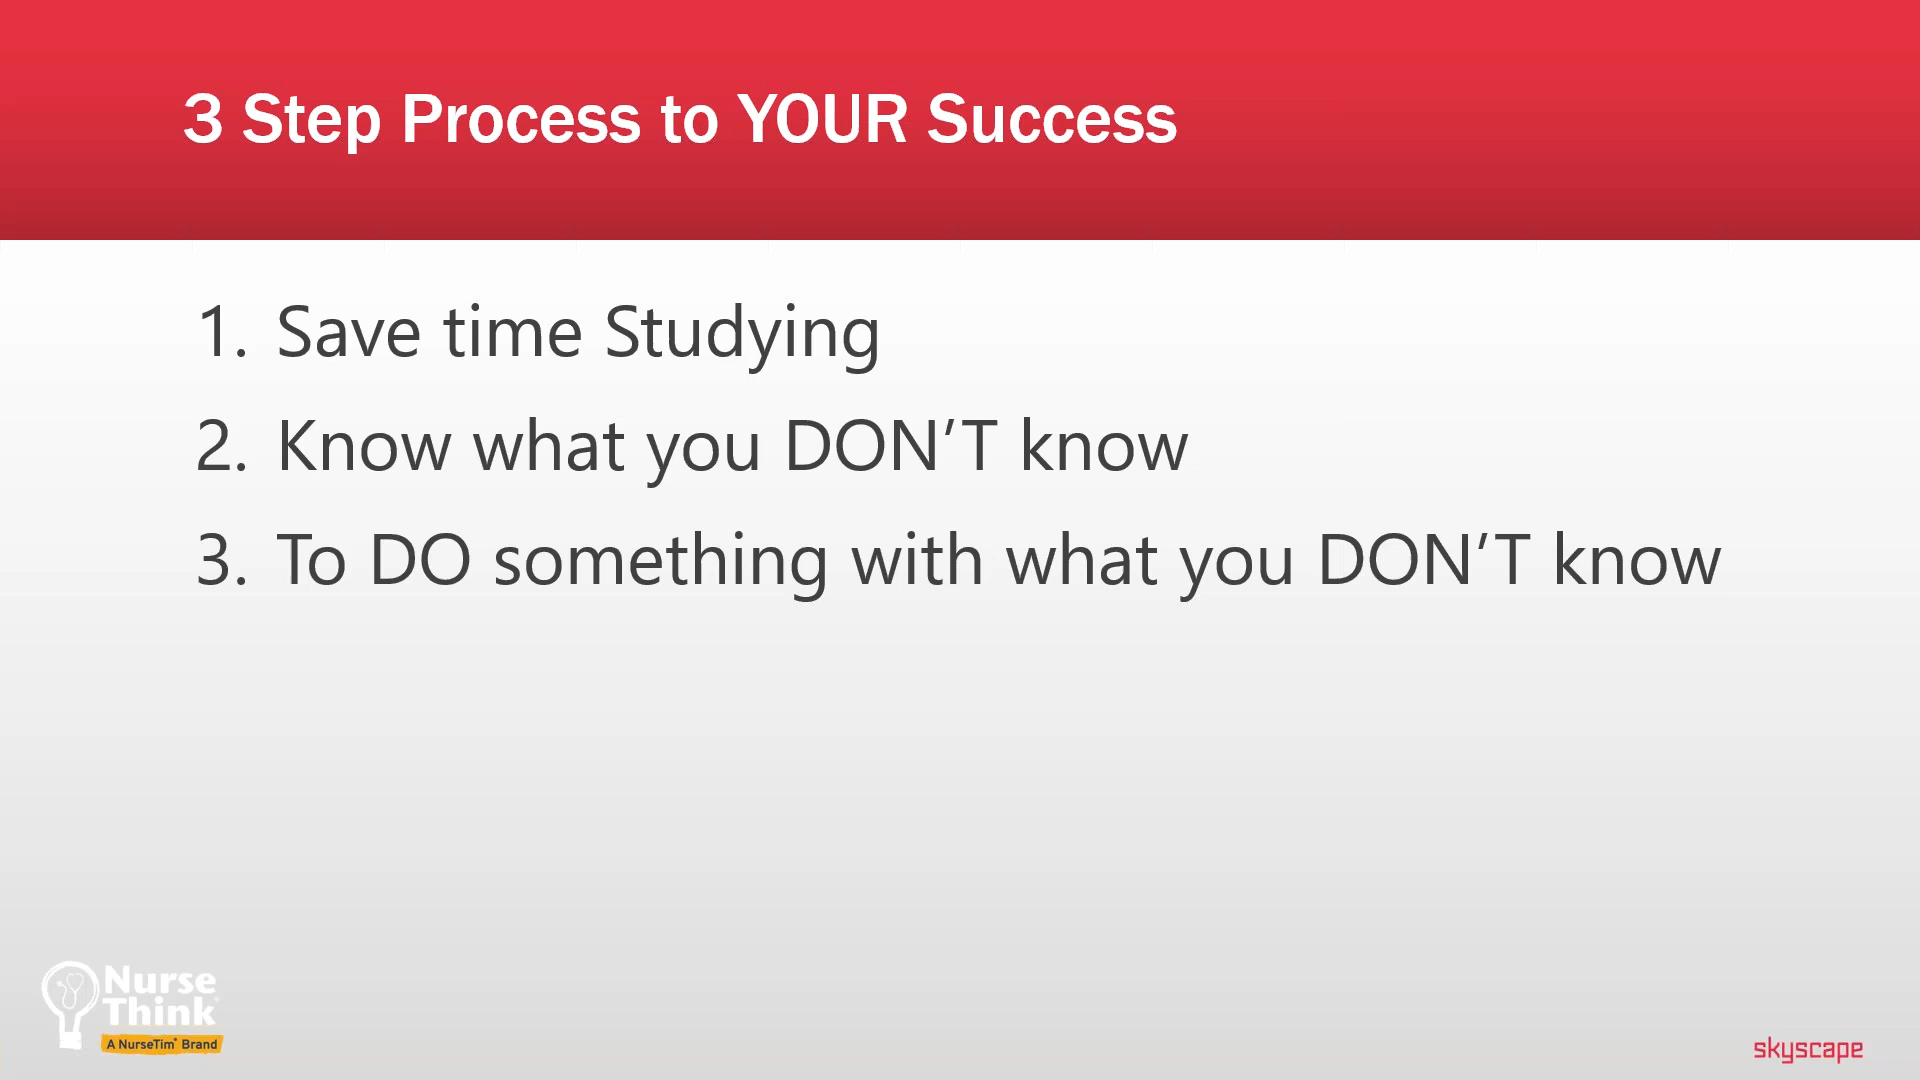 3 Step Process to YOUR Success
1. Save time Studying
2. Know what you DON’T know
3. To DO something with what you DON’T know
Nurse
Think®
A NurseTim® Brand
skyscape